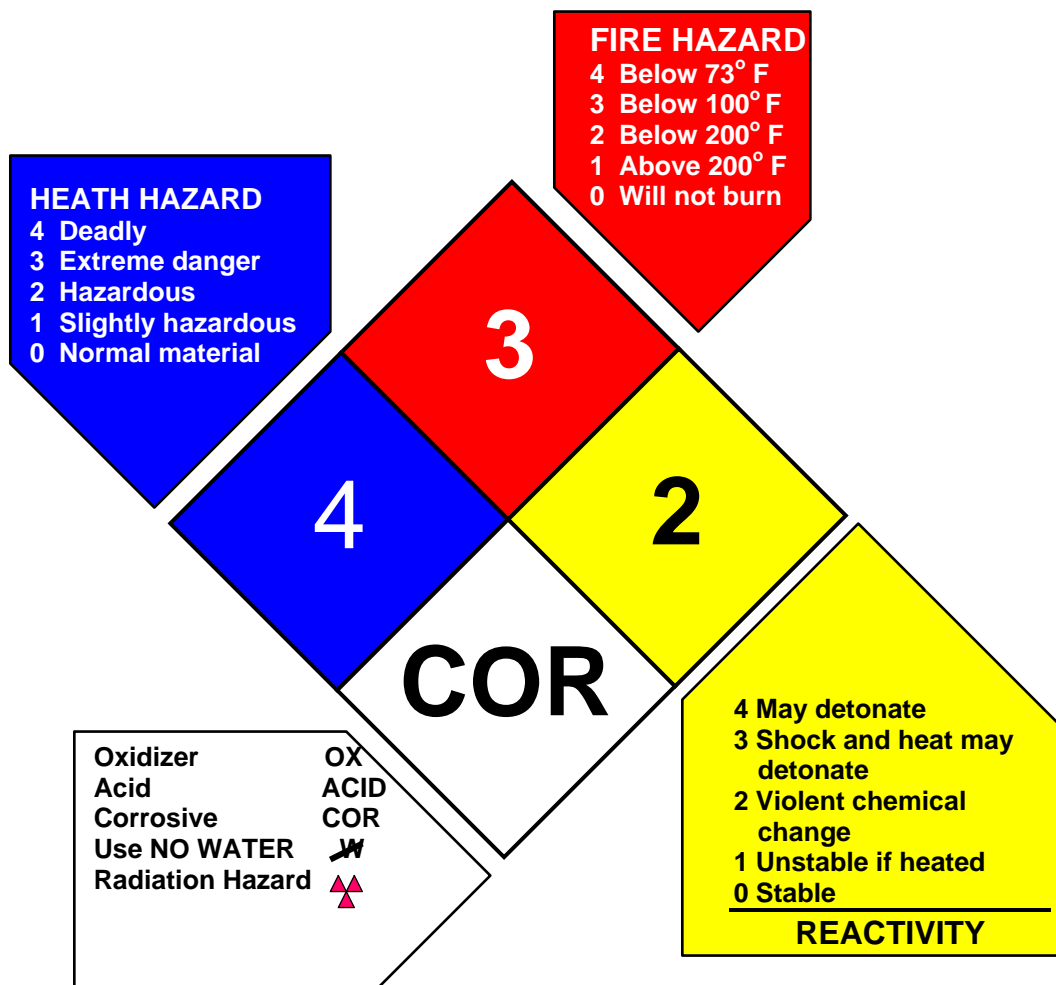 FIRE HAZARD
4 Below 73° F
3 Below 100° F
2 Below 200° F
1 Above 200° F
0 Will not burn
HEATH HAZARD
4 Deadly
3 Extreme danger
2 Hazardous
1 Slightly hazardous
0 Normal material
3
4
2
COR
4 May detonate
3 Shock and heat may
detonate
2 Violent chemical
change
1 Unstable if heated
0 Stable
REACTIVITY
Oxidizer OX
Acid ACID
Corrosive COR
Use NO WATER W
Radiation Hazard